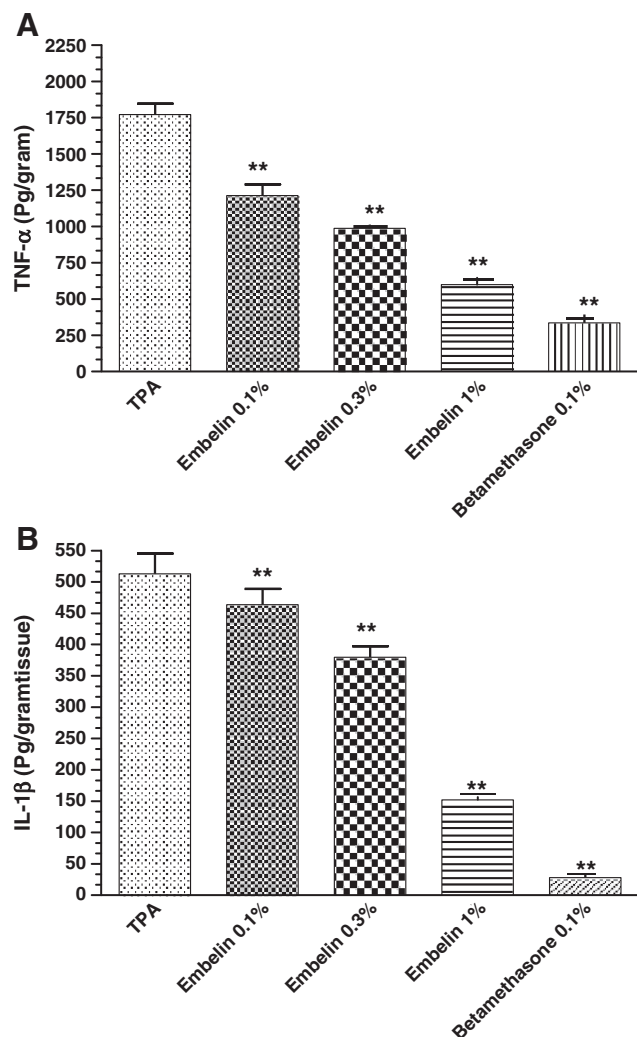 A
TNF-α (Pg/gram)
2250
2000
1750
1500
1250
1000
750
500
250
0
**
**
**
**
TPA
Embelin 0.1%
Embelin 0.3%
Embelin 1%
Betamethasone 0.1%
B
IL-1β (Pg/gramtissue)
550
500
450
400
350
300
250
200
150
100
50
0
**
**
**
**
TPA
Embelin 0.1%
Embelin 0.3%
Embelin 1%
Betamethasone 0.1%